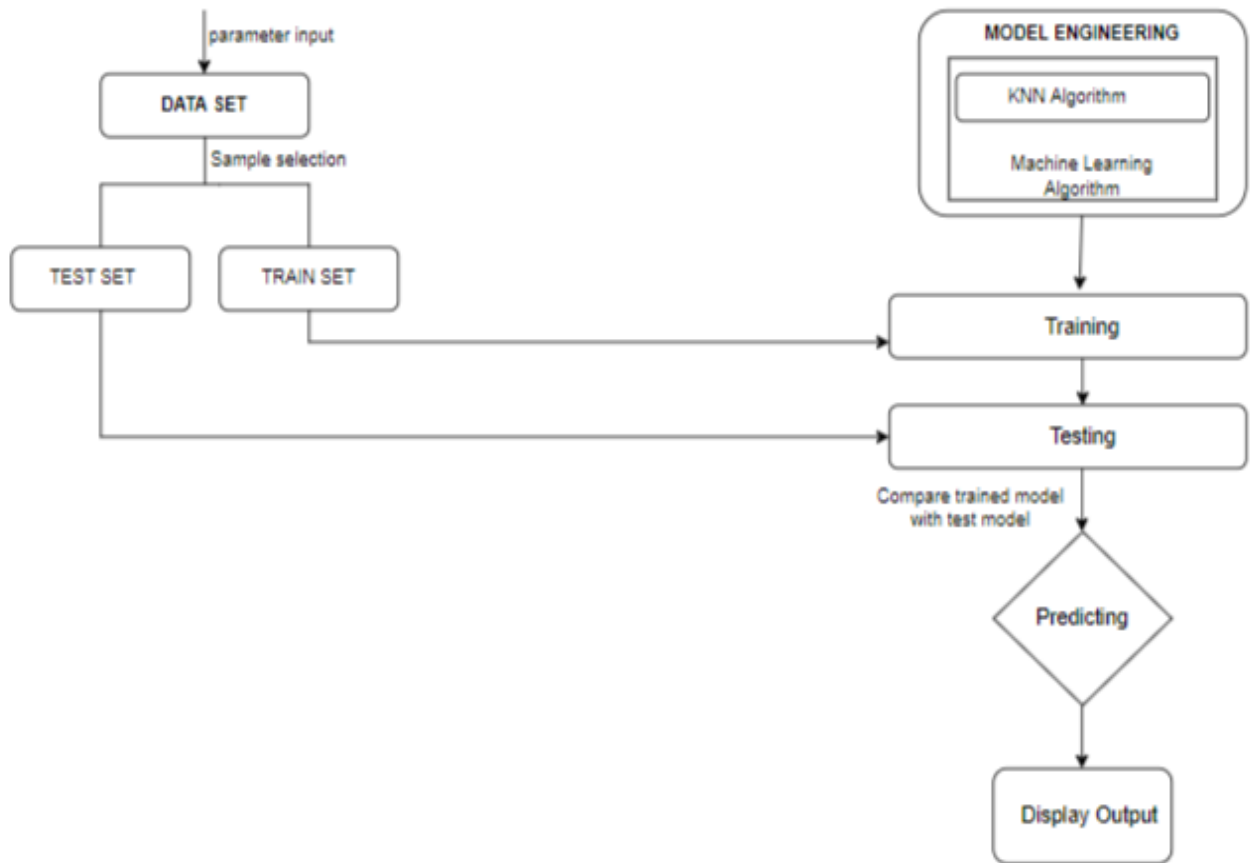 parameter input
DATA SET
Sample selection
TEST SET
TRAIN SET
MODEL ENGINEERING
KNN Algorithm
Machine Learning
Algorithm
Training
Testing
Compare trained model
with test model
Predicting
Display Output